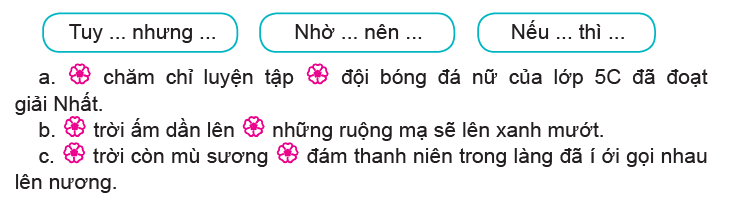 Tuy ... nhưng ... Nhờ ... nên ... Nếu ... thì ...
a. chăm chỉ luyện tập đội bóng đá nữ của lớp 5C đã đoạt
giải Nhất.
b. trời ấm dần lên những ruộng mạ sẽ lên xanh mướt.
c. trời còn mù sương đám thanh niên trong làng đã í ới gọi nhau
lên nương.